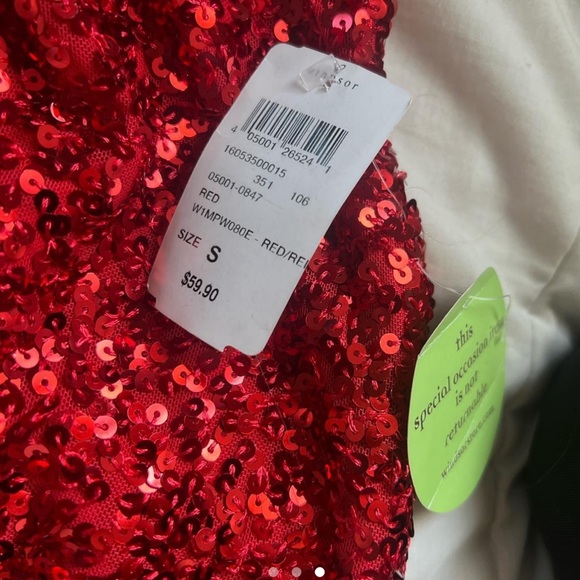 windsor
4 05001 26524 1
16053500015
351 106
05001-0847
RED
W1MPW080E - RED/RE
SIZE S
$59.90
this
special occasion
is not
returnable.